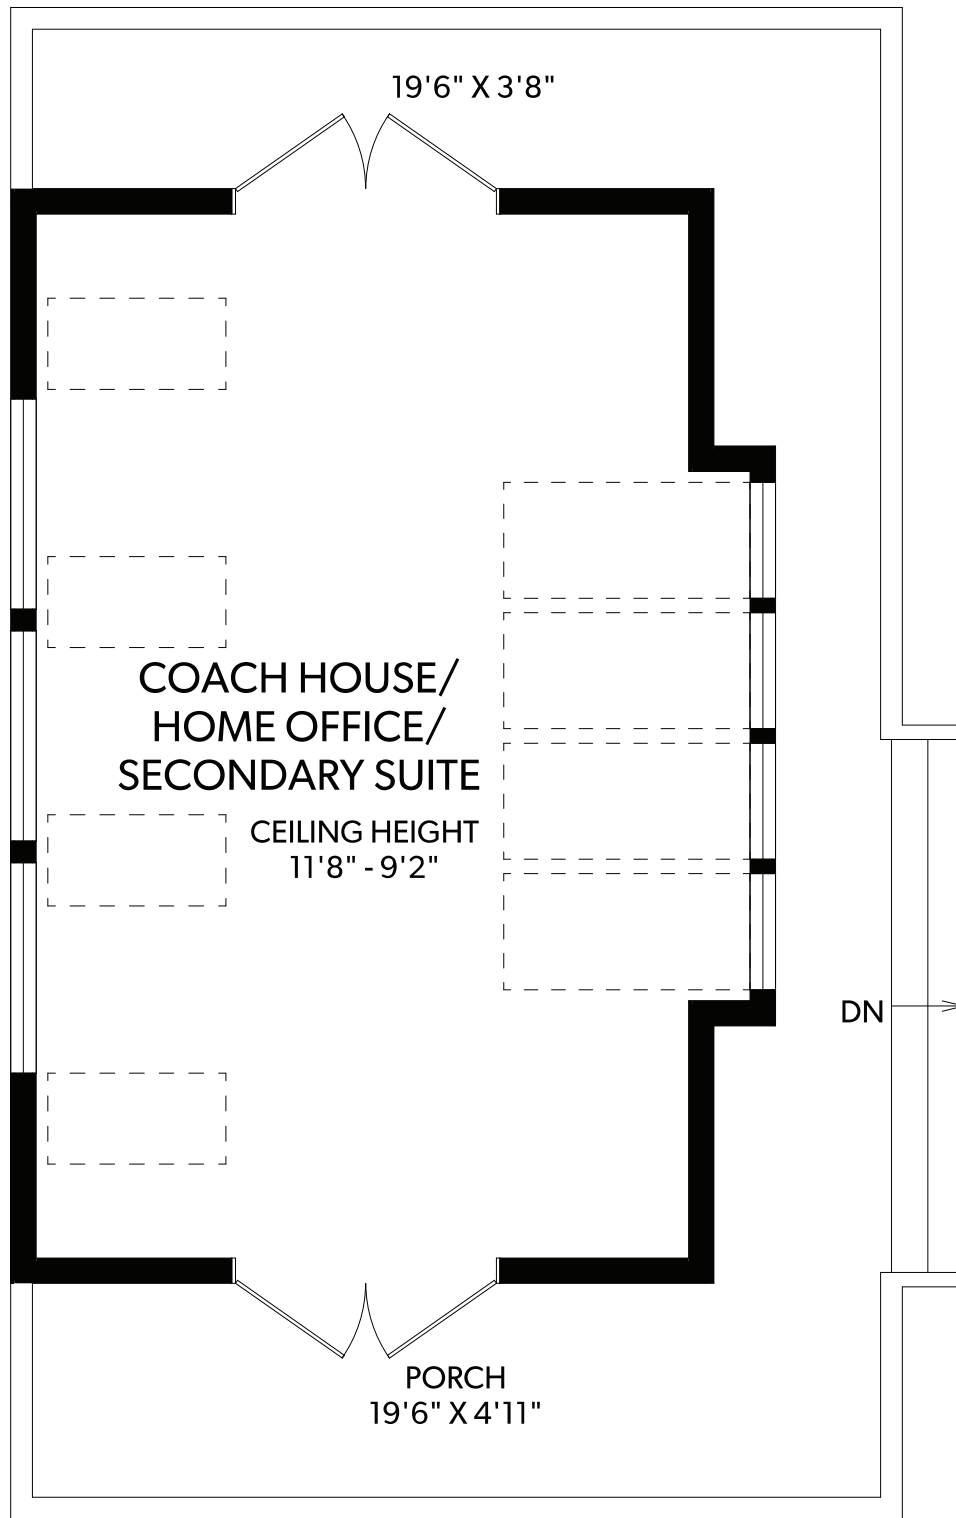 19'6" X 3'8"
COACH HOUSE/
HOME OFFICE/
SECONDARY SUITE
CEILING HEIGHT
11'8" - 9'2"
DN
PORCH
19'6" X 4'11"